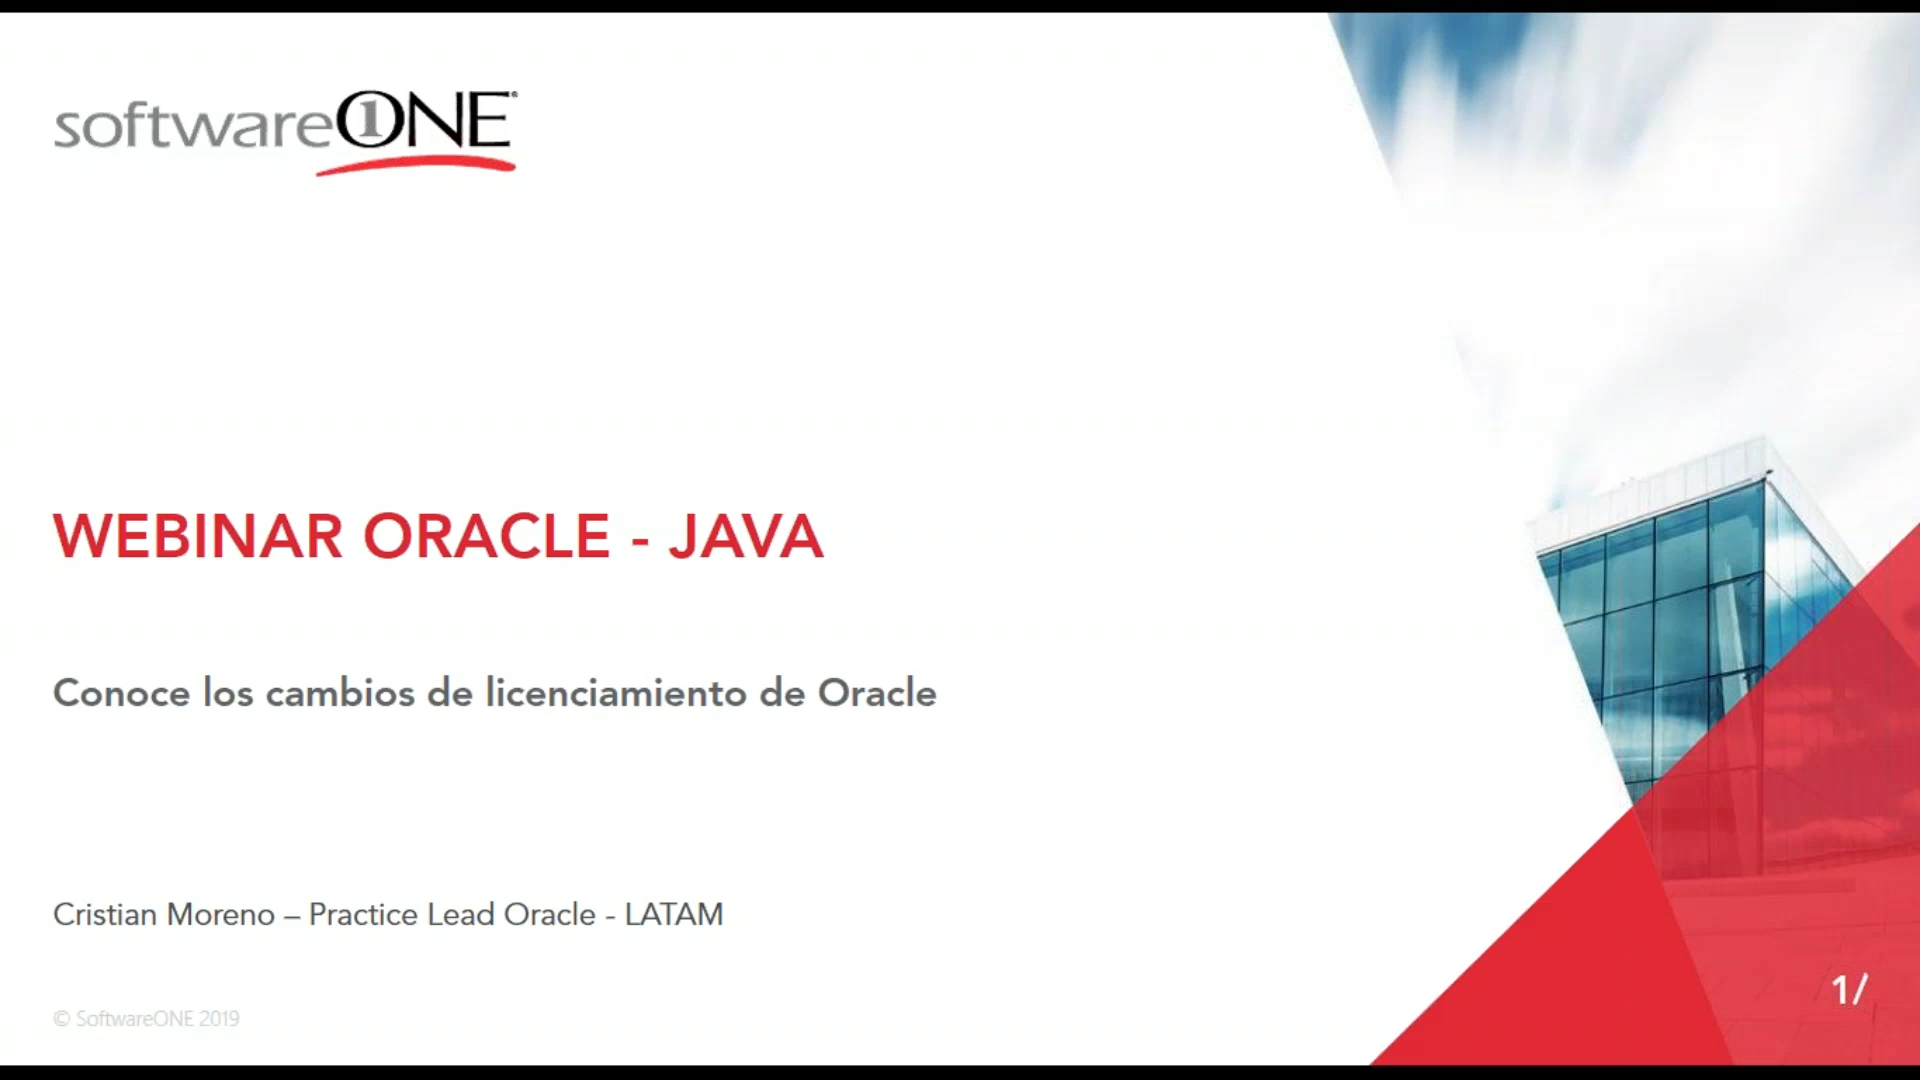 softwareONE
WEBINAR ORACLE - JAVA
Conoce los cambios de licenciamiento de Oracle
Cristian Moreno – Practice Lead Oracle - LATAM
© SoftwareONE 2019
1/